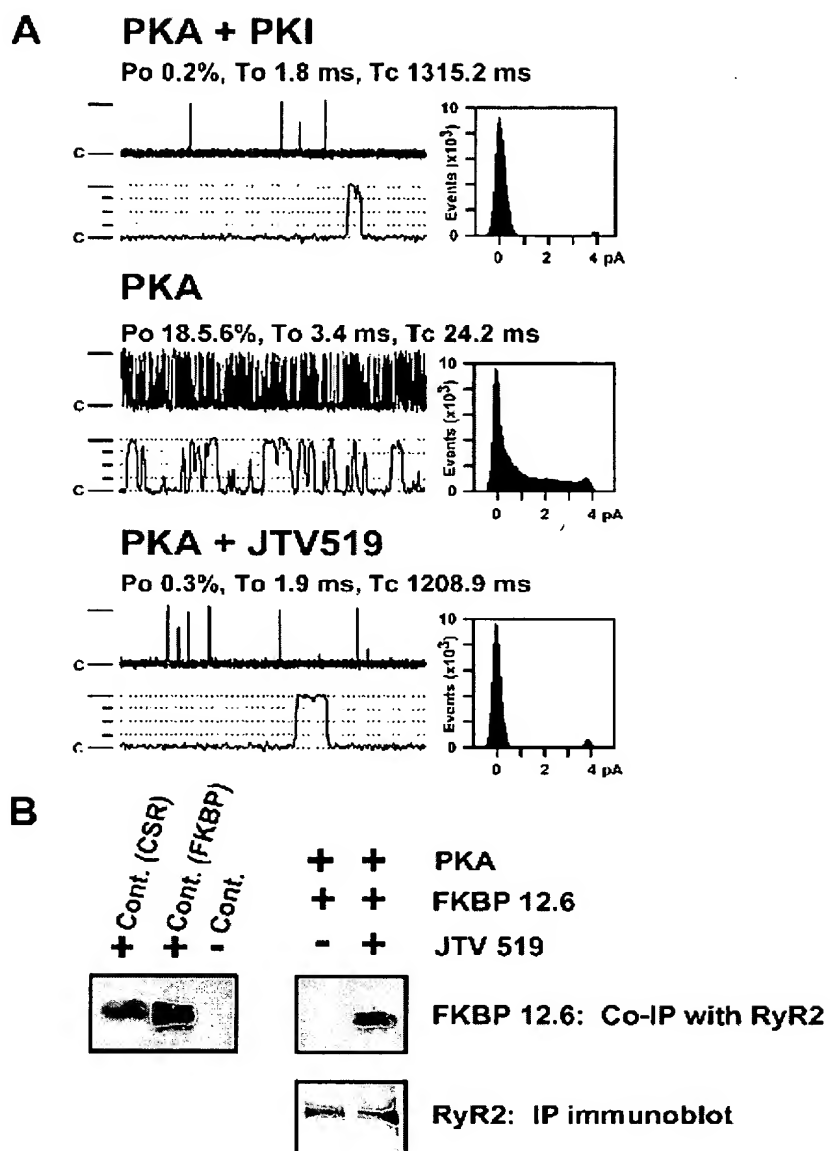 A
PKA + PKI
Po 0.2%, To 1.8 ms, Tc 1315.2 ms
C
C
10
Events (x10³)
0
0 2 4 pA
PKA
Po 18.5.6%, To 3.4 ms, Tc 24.2 ms
C
C
10
Events (x10³)
0
0 2 4 pA
PKA + JTV519
Po 0.3%, To 1.9 ms, Tc 1208.9 ms
C
C
10
Events (x10³)
0
0 2 4 pA
B
+ Cont. (CSR)
+ Cont. (FKBP)
- Cont.
+ + PKA
+ + FKBP 12.6
- + JTV 519
FKBP 12.6: Co-IP with RyR2
RyR2: IP immunoblot